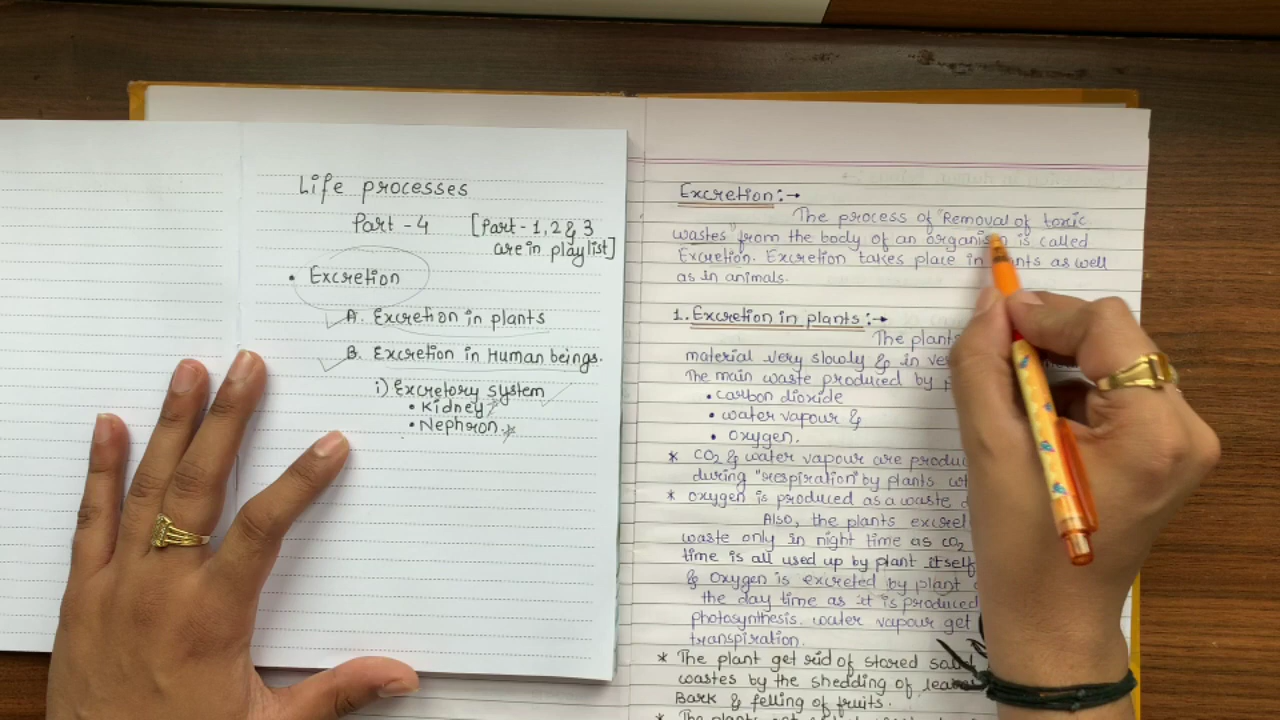 Life processes
Part - 4 [Part - 1, 2 & 3
are in playlist]
• Excretion
A. Excretion in plants
B. Excretion in Human beings.
i) Excretory system
• Kidney
• Nephron
Excretion:→
The process of "Removal of toxic
wastes" from the body of an organism is called
Excretion. Excretion takes place in plants as well
as in animals.
1. Excretion in plants:→
The plants
material very slowly & in
The main waste produced by
• carbon dioxide
• water vapour &
• oxygen.
* CO2 & water vapour are
during "respiration" by plants
* oxygen is produced as a waste
Also, the plants
waste only in night time as CO2
time is all used up by plant itself
& Oxygen is excreted by plant
the day time as it is produced
photosynthesis. water vapour get
transpiration.
* The plant get rid of stored
wastes by the shedding of leaves
Bark & felling of fruits.
* The plants